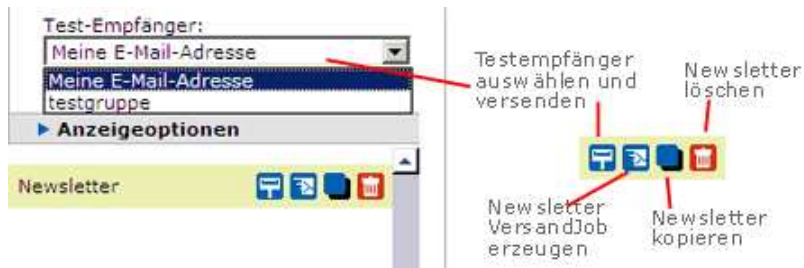 Test-Empfänger:
Meine E-Mail-Adresse
Meine E-Mail-Adresse
testgruppe
Anzeigeoptionen
Newsletter
Testempfänger
auswählen und
versenden
Newsletter
löschen
Newsletter
VersandJob
erzeugen
Newsletter
kopieren